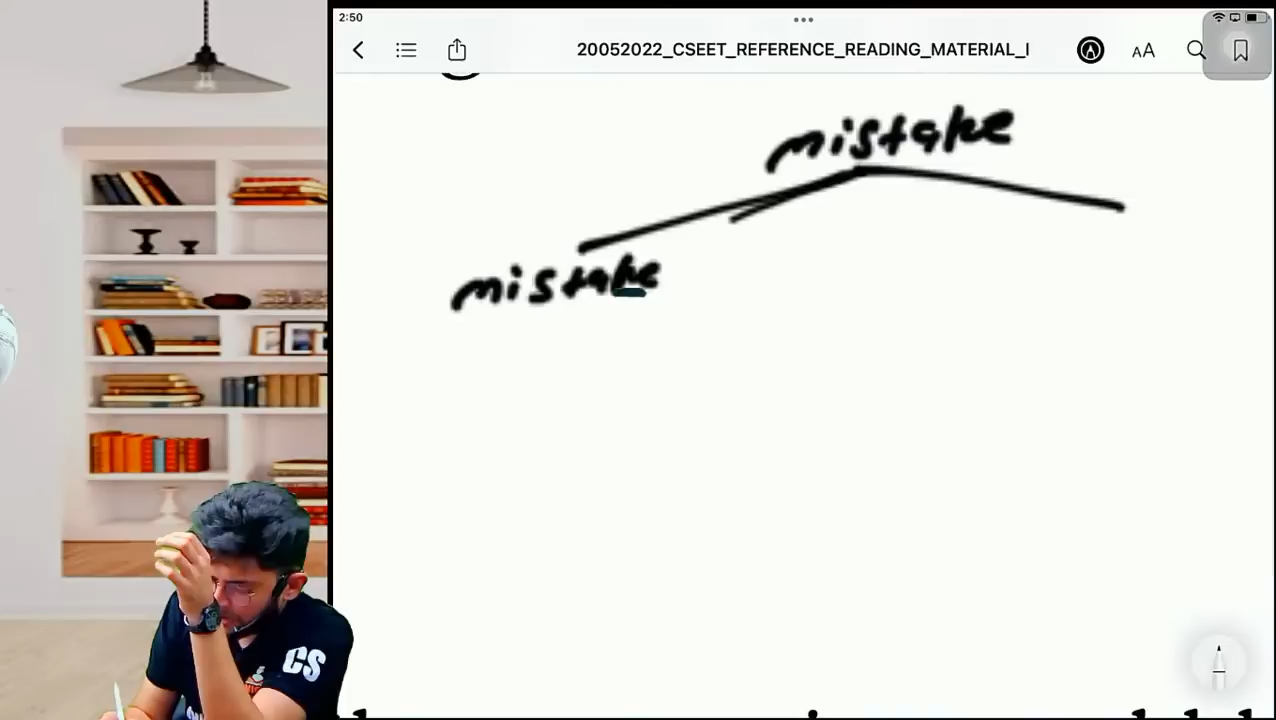 2:50
20052022_CSEET_REFERENCE_READING_MATERIAL_I
AA
mistake
mistake
CS